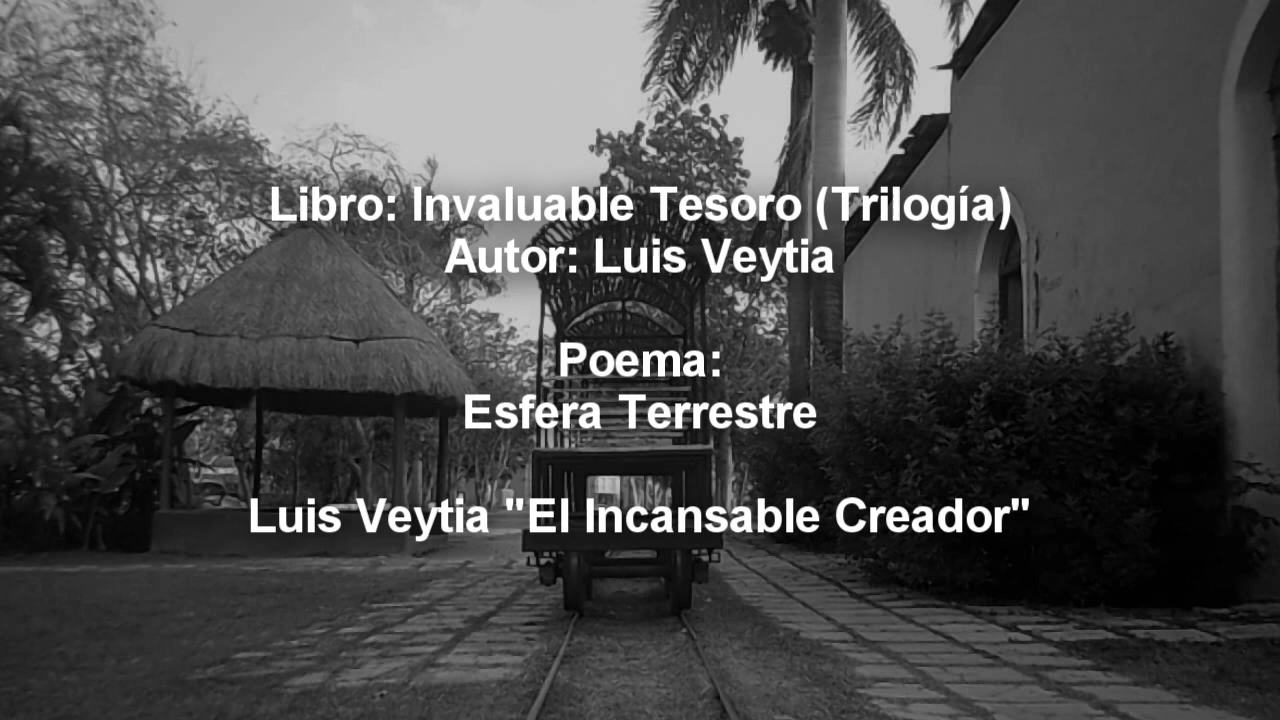 Libro: Invaluable Tesoro (Trilogía)
Autor: Luis Veytia
Poema:
Esfera Terrestre
Luis Veytia "El Incansable Creador"